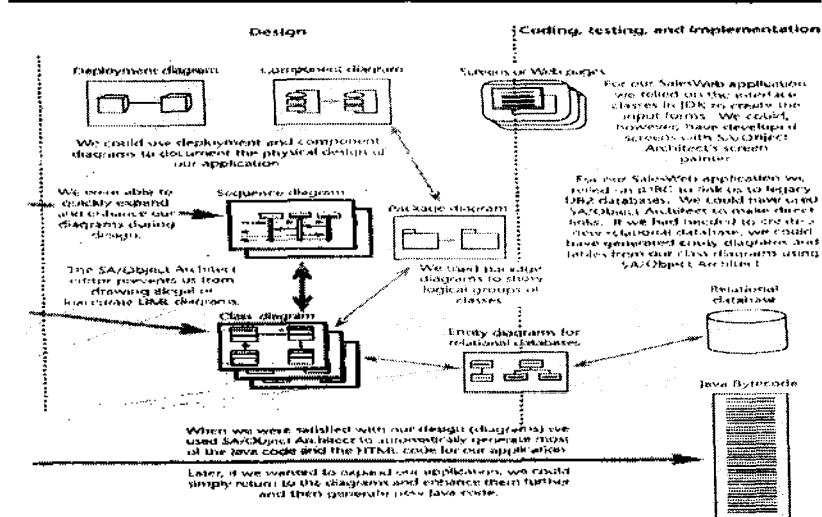 Design
Coding, testing, and implementation
Deployment diagram
Component diagram
Screens or Web pages
We could use deployment and component
diagrams to document the physical design of
our application
For our SalesWeb application
we relied on the interface
classes in JDK to create the
input forms. We could,
however, have developed
screens with SA/Object
Architect's screen
painter
We were able to
quickly expand
and enhance our
diagrams during
design.
Sequence diagram
Package diagram
For our SalesWeb application we
relied on JDBC to link us to legacy
DB2 databases. We could have used
SA/Object Architect to make direct
links. If we had needed to create a
new relational database, we could
have generated entity diagrams and
tables from our class diagrams using
SA/Object Architect
The SA/Object Architect
editor prevents us from
drawing illegal or
inaccurate UML diagrams.
We used package
diagrams to show
logical groups of
classes
Class diagram
Entity diagrams for
relational databases
Relational
database
Java Bytecode
When we were satisfied with our design (diagrams) we
used SA/Object Architect to automatically generate most
of the Java code and the HTML code for our application
Later, if we wanted to expand our application, we could
simply return to the diagrams and enhance them further
and then generate new Java code.